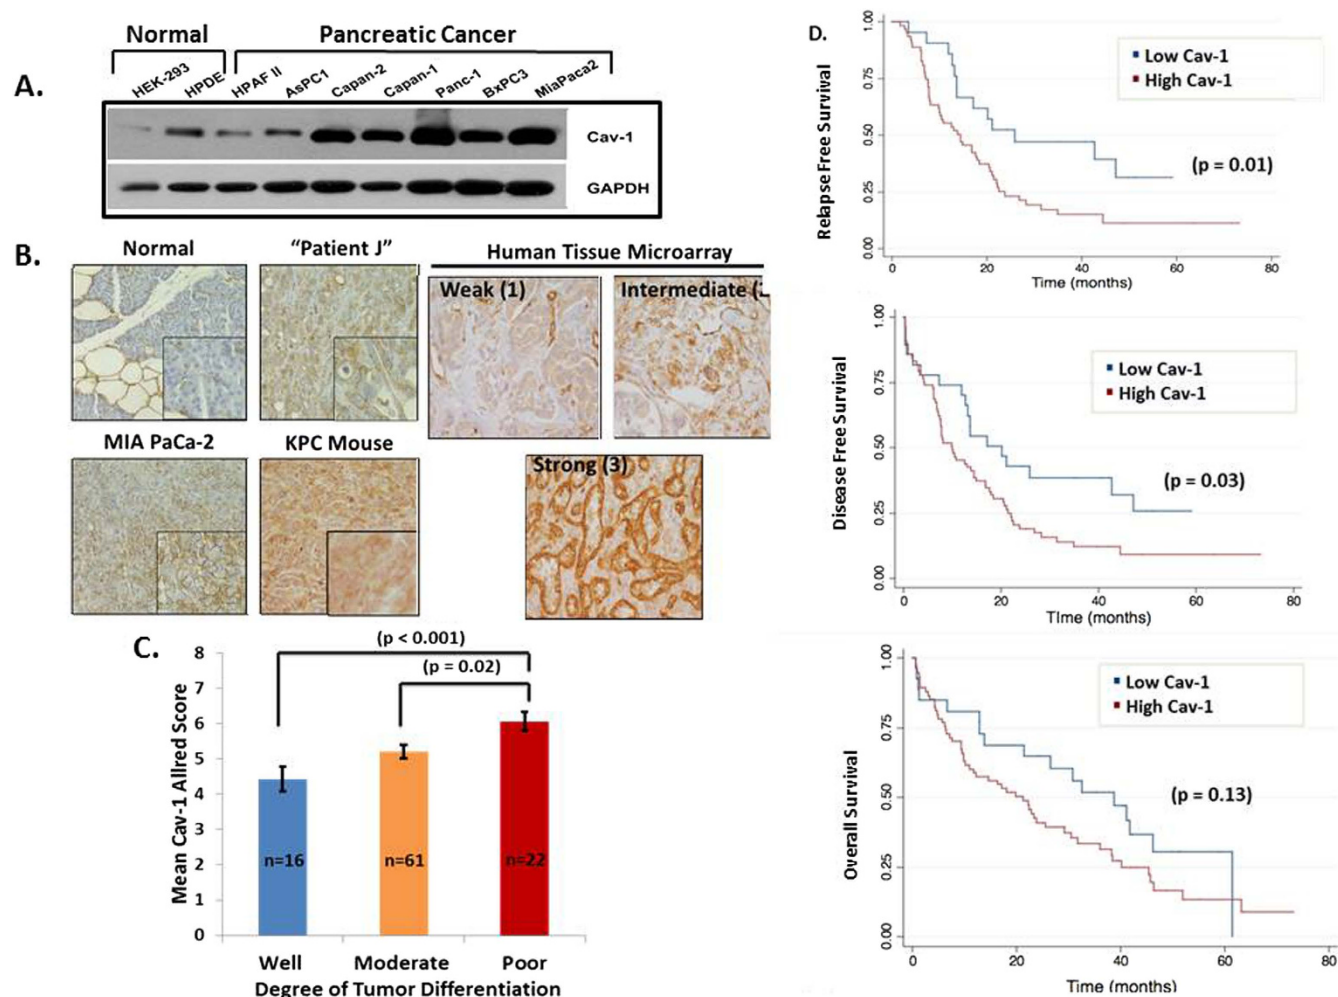 A.
Normal
Pancreatic Cancer
HEK-293
HPDE
HPAF II
AsPC1
Capan-2
Capan-1
Panc-1
BxPC3
MiaPaca2
Cav-1
GAPDH
B.
Normal
“Patient J”
Human Tissue Microarray
Weak (1)
Intermediate (2
MIA PaCa-2
KPC Mouse
Strong (3)
C.
(p < 0.001)
(p = 0.02)
Mean Cav-1 Allred Score
8
7
6
5
4
3
2
1
0
n=16
n=61
n=22
Well
Moderate
Poor
Degree of Tumor Differentiation
D.
Low Cav-1
High Cav-1
(p = 0.01)
Relapse Free Survival
1.00
0.75
0.50
0.25
0.00
0
20
40
60
80
Time (months)
Low Cav-1
High Cav-1
(p = 0.03)
Disease Free Survival
1.00
0.75
0.50
0.25
0.00
0
20
40
60
80
TIme (months)
Low Cav-1
High Cav-1
(p = 0.13)
Overall Survival
1.00
0.75
0.50
0.25
0.00
0
20
40
60
80
Time (months)